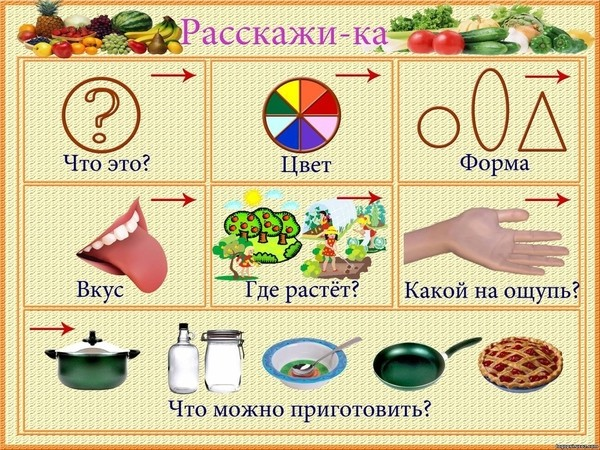 Расскажи-ка
Что это?
Цвет
Форма
Вкус
Где растёт?
Какой на ощупь?
Что можно приготовить?